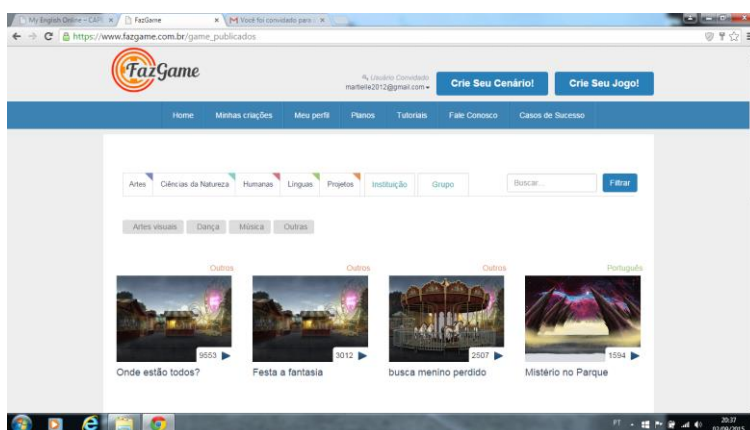 My English Online – CAPE
FazGame
Você foi convidado para
https://www.fazgame.com.br/game_publicados
FazGame
Usuário Convidado
Crie Seu Cenário!
Crie Seu Jogo!
Home Minhas criações Meu perfil Planos Tutoriais Fale Conosco Casos de Sucesso
Artes Ciências da Natureza Humanas Línguas Projetos Instituição Grupo Buscar... Filtrar
Artes visuais Dança Música Outras
Outros Outros Outros Português
9553 3012 2507 1594
Onde estão todos? Festa a fantasia busca menino perdido Mistério no Parque
PT 20:37
03/09/2015